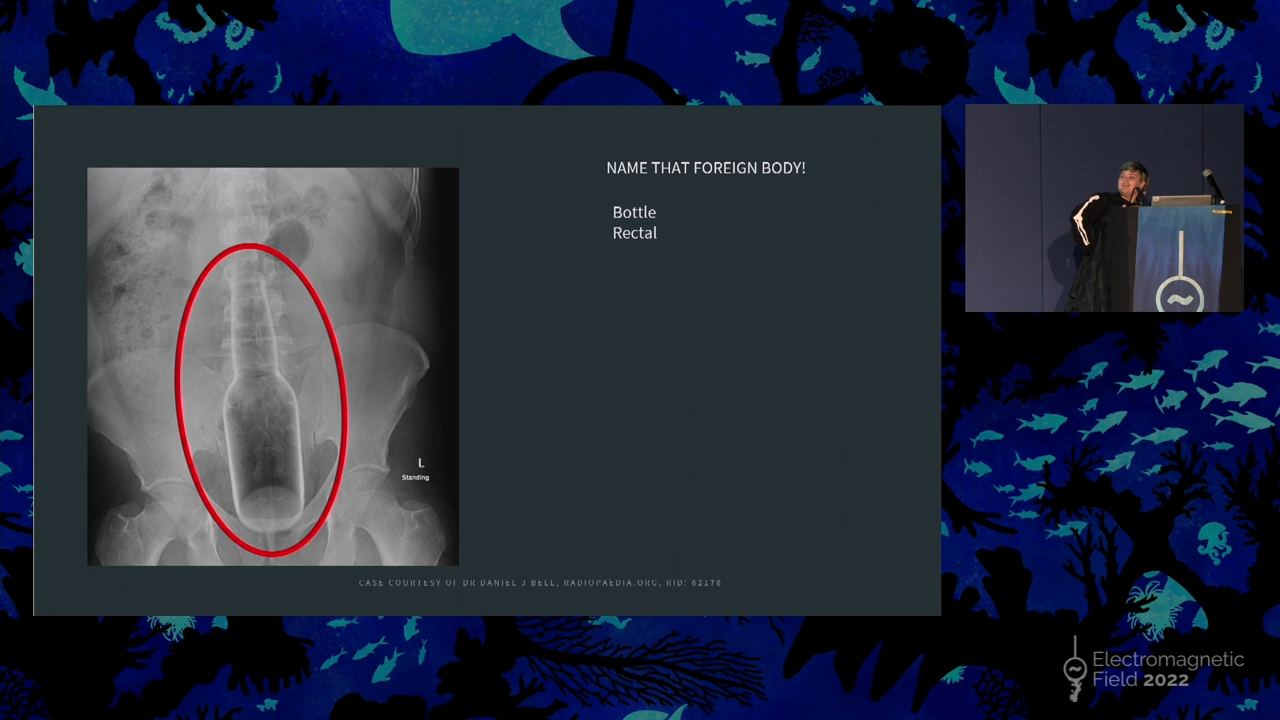 NAME THAT FOREIGN BODY!
Bottle
Rectal
L
Standing
CASE COURTESY OF DR DANIEL J BELL, RADIOPAEDIA.ORG, RID: 62176
Electromagnetic
Field 2022